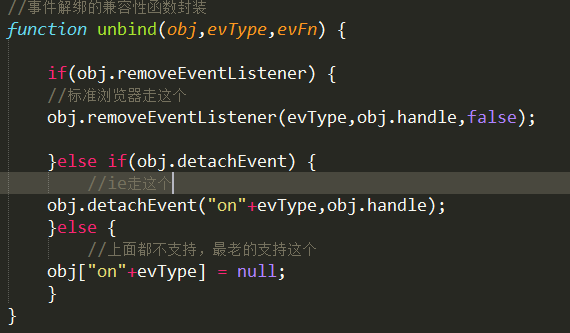 //事件解绑的兼容性函数封装
function unbind(obj,evType,evFn) {
if(obj.removeEventListener) {
//标准浏览器走这个
obj.removeEventListener(evType,obj.handle,false);
}else if(obj.detachEvent) {
//ie走这个
obj.detachEvent("on"+evType,obj.handle);
}else {
//上面都不支持，最老的支持这个
obj["on"+evType] = null;
}
}